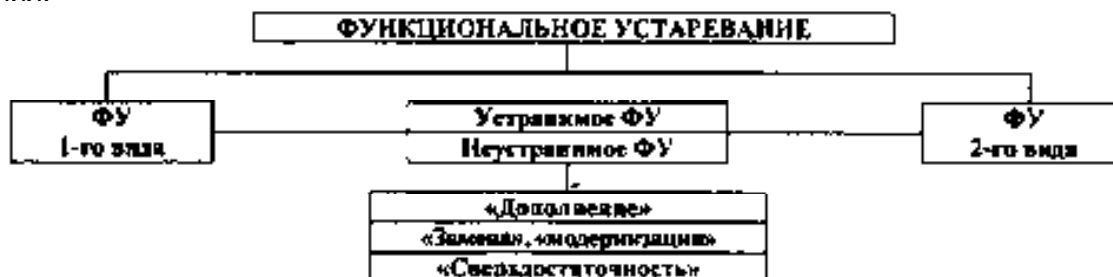 ФУНКЦИОНАЛЬНОЕ УСТАРЕВАНИЕ
ФУ
1-го вида
Устранимое ФУ
Неустранимое ФУ
ФУ
2-го вида
«Дополнение»
«Замена», «модернизация»
«Сверхдостаточность»